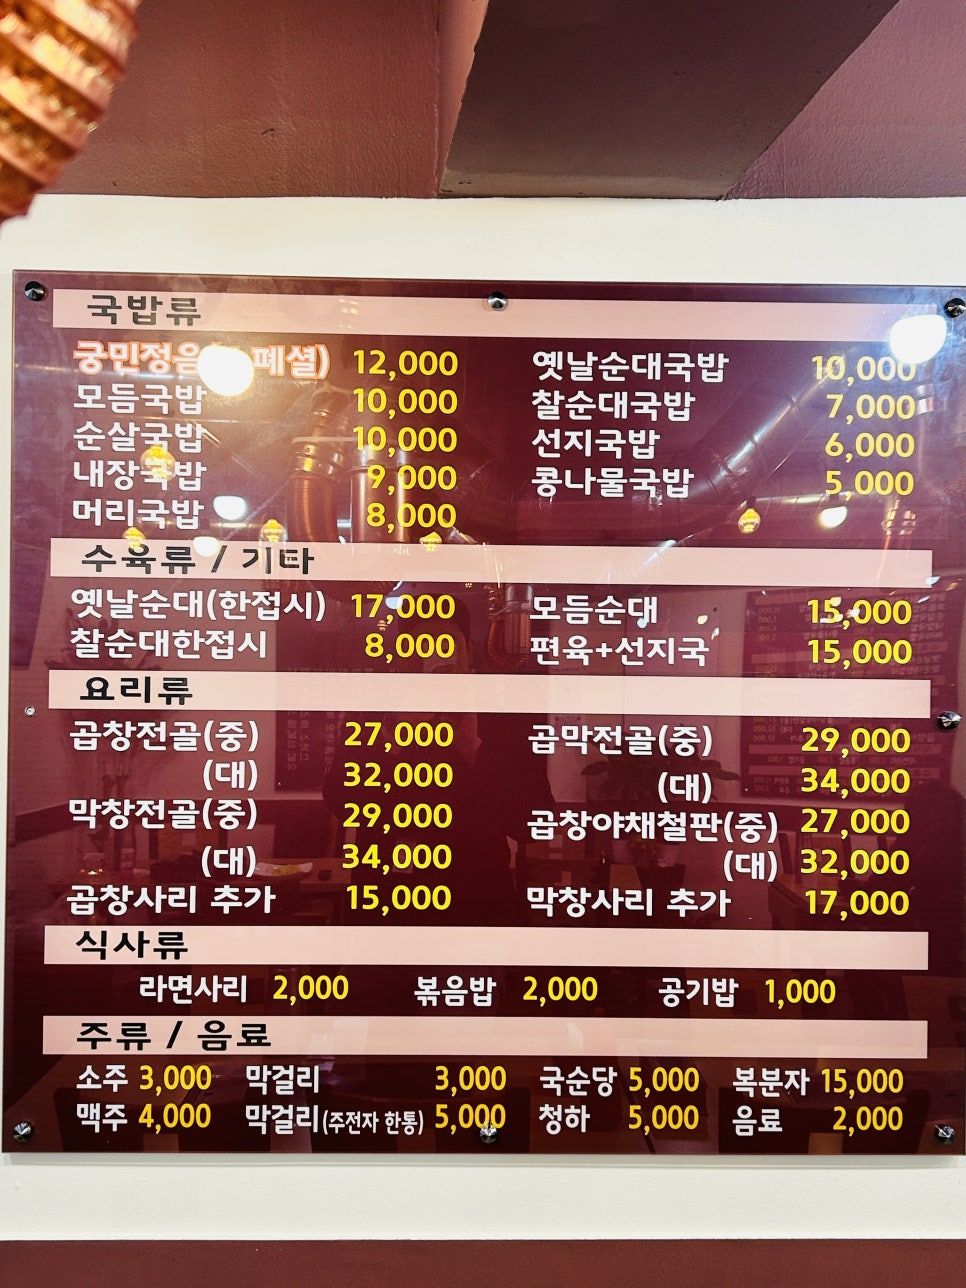 국밥류
궁민정음 페셜) 12,000 옛날순대국밥 10,000
모듬국밥 10,000 찰순대국밥 7,000
순살국밥 10,000 선지국밥 6,000
내장국밥 9,000 콩나물국밥 5,000
머리국밥 8,000
수육류 / 기타
옛날순대(한접시) 17,000 모듬순대 15,000
찰순대한접시 8,000 편육+선지국 15,000
요리류
곱창전골(중) 27,000 곱막전골(중) 29,000
(대) 32,000 (대) 34,000
막창전골(중) 29,000 곱창야채철판(중) 27,000
(대) 34,000 (대) 32,000
곱창사리 추가 15,000 막창사리 추가 17,000
식사류
라면사리 2,000 볶음밥 2,000 공기밥 1,000
주류 / 음료
소주 3,000 막걸리 3,000 국순당 5,000 복분자 15,000
맥주 4,000 막걸리(주전자 한통) 5,000 청하 5,000 음료 2,000